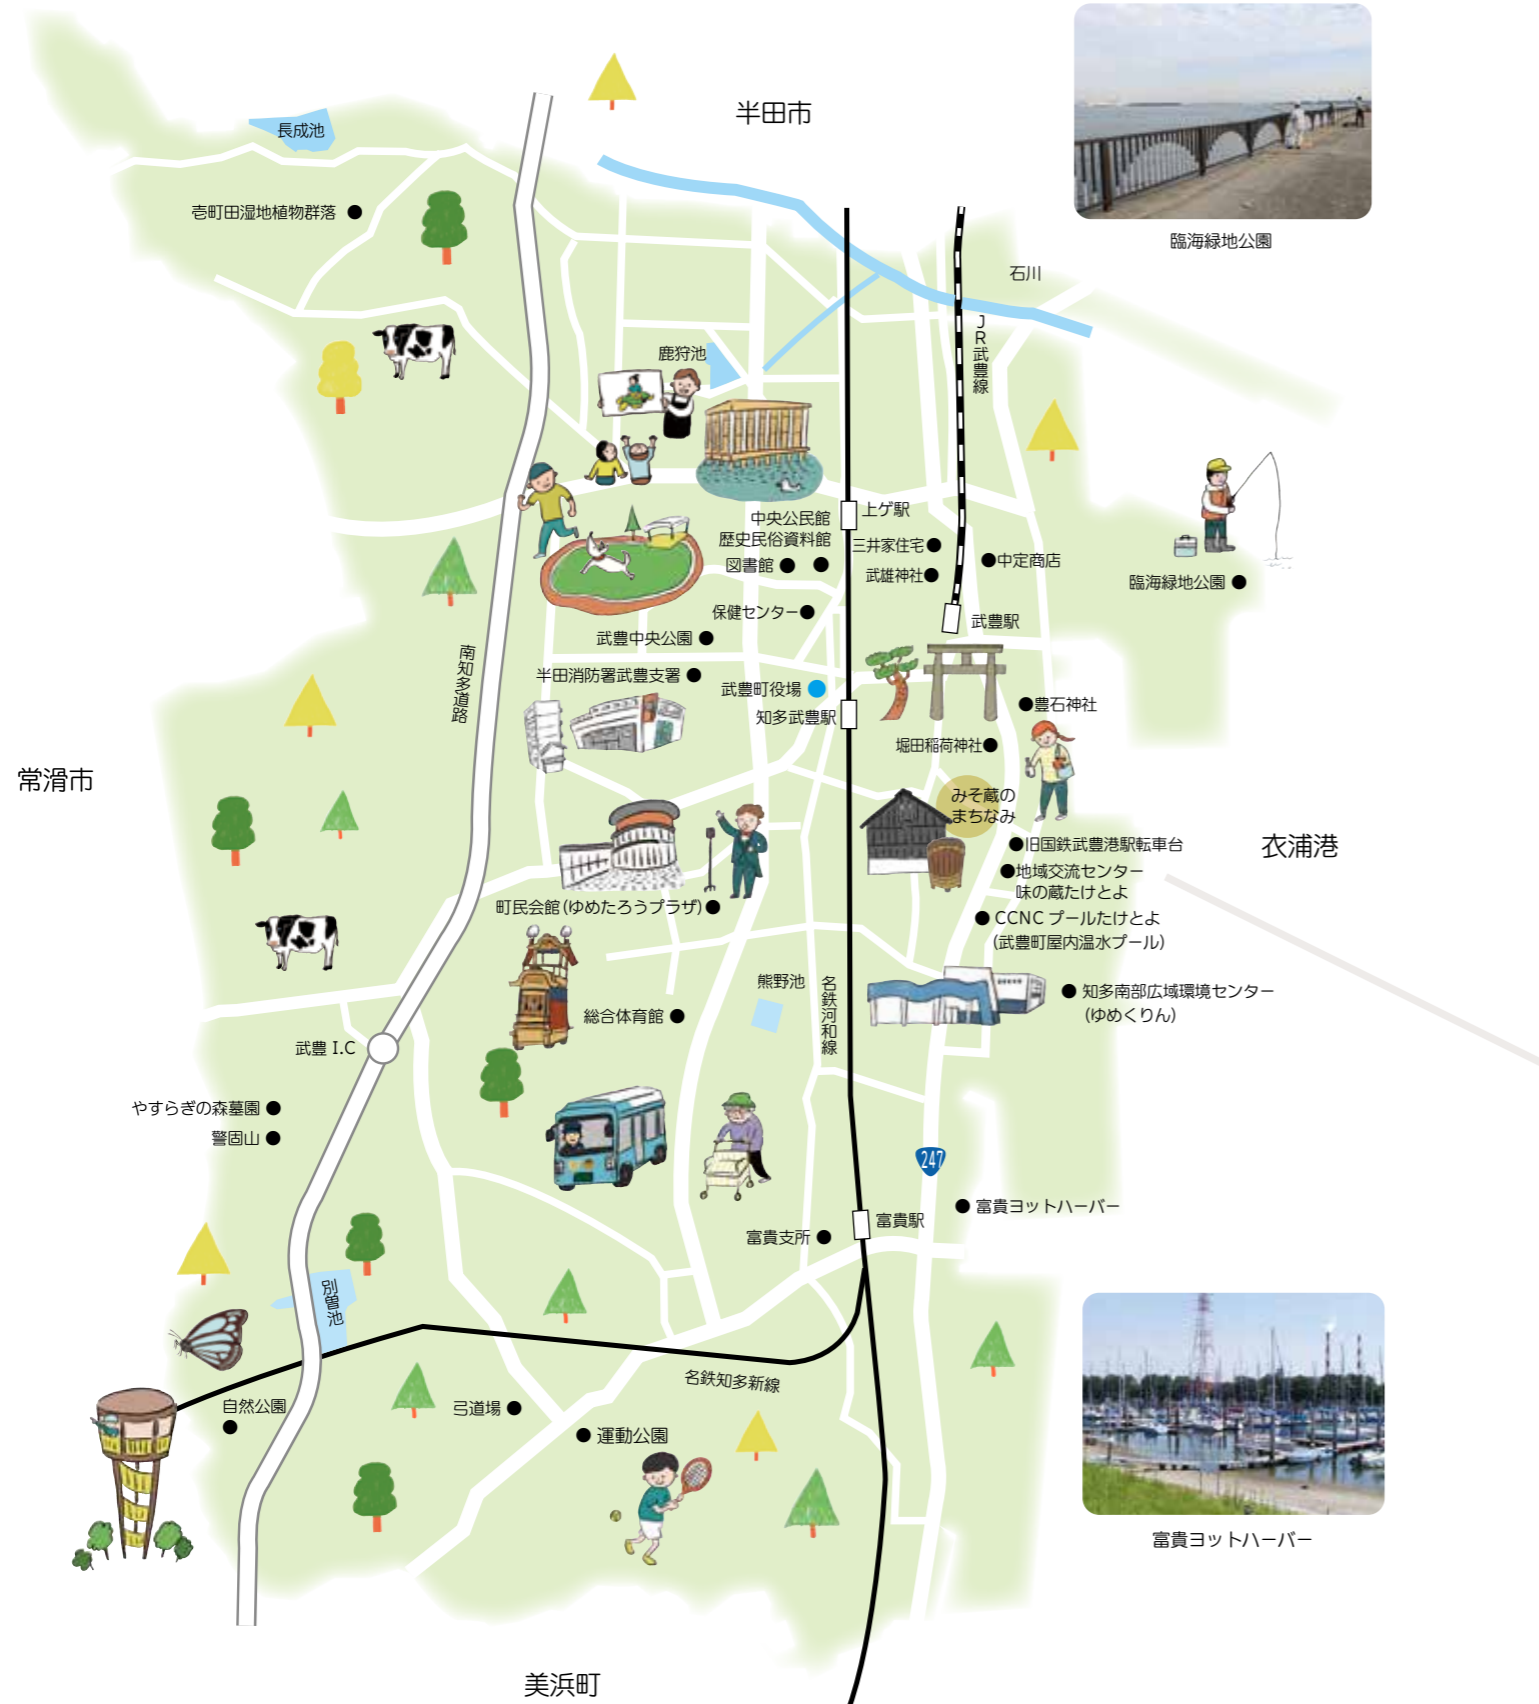 半田市
長成池
臨海緑地公園
壱町田湿地植物群落
石川
JR武豊線
鹿狩池
上ゲ駅
中央公民館
歴史民俗資料館
図書館
三井家住宅
中定商店
武雄神社
臨海緑地公園
保健センター
武豊駅
武豊中央公園
南知多道路
半田消防署武豊支署
武豊町役場
知多武豊駅
豊石神社
堀田稲荷神社
常滑市
みそ蔵の
まちなみ
旧国鉄武豊港駅転車台
衣浦港
地域交流センター
味の蔵たけとよ
町民会館(ゆめたろうプラザ)
CCNC プールたけとよ
(武豊町屋内温水プール)
熊野池
名鉄河和線
知多南部広域環境センター
(ゆめくりん)
総合体育館
武豊 I.C
やすらぎの森墓園
警固山
247
富貴ヨットハーバー
富貴駅
富貴支所
別曽池
名鉄知多新線
自然公園
弓道場
運動公園
富貴ヨットハーバー
美浜町